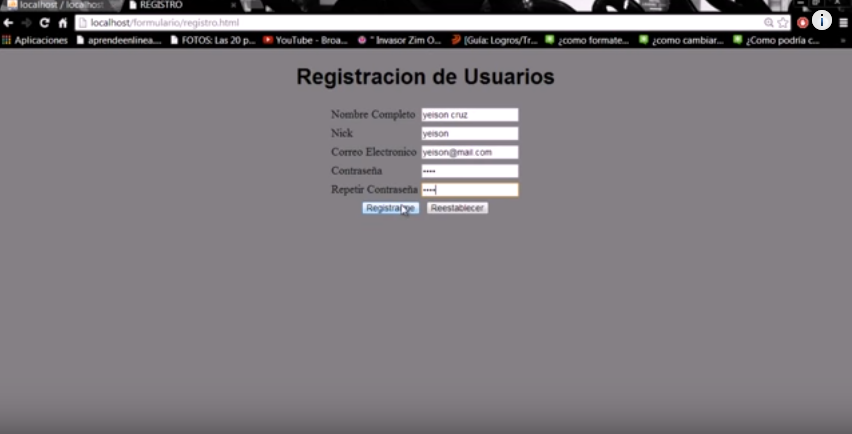 localhost / localhost
REGISTRO
localhost/formulario/registro.html
Aplicaciones
aprendeenlinea....
FOTOS: Las 20 p...
YouTube - Broa...
" Invasor Zim O...
[Guía: Logros/Tr...
¿como formate...
¿como cambiar...
¿Como podría c...
Registracion de Usuarios
Nombre Completo yeison cruz
Nick yeison
Correo Electronico yeison@mail.com
Contraseña
Repetir Contraseña
Registrarme Reestablecer